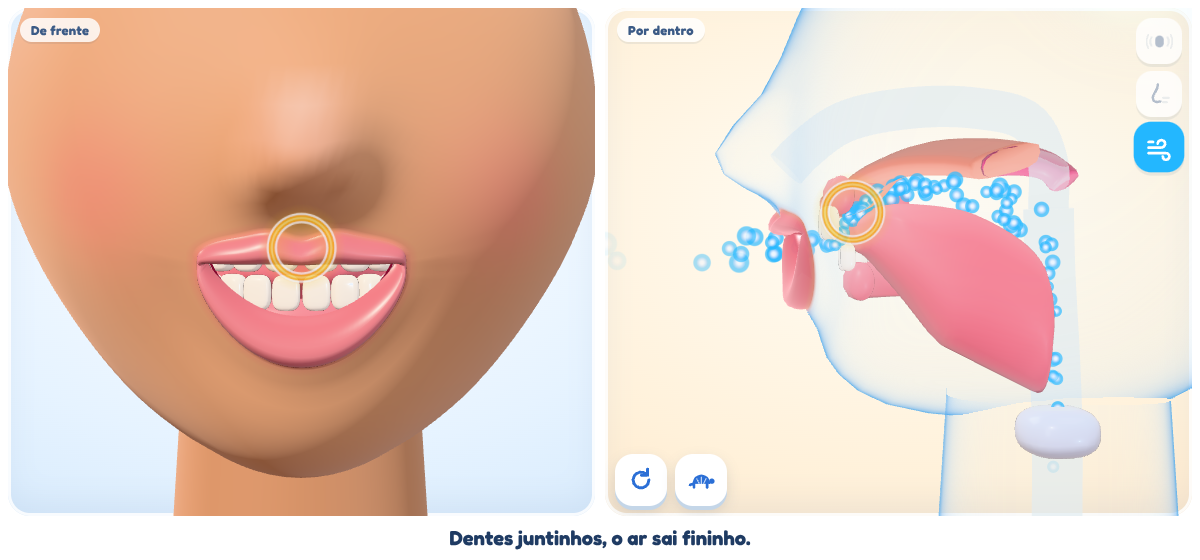 De frente
Por dentro
Dentes juntinhos, o ar sai fininho.